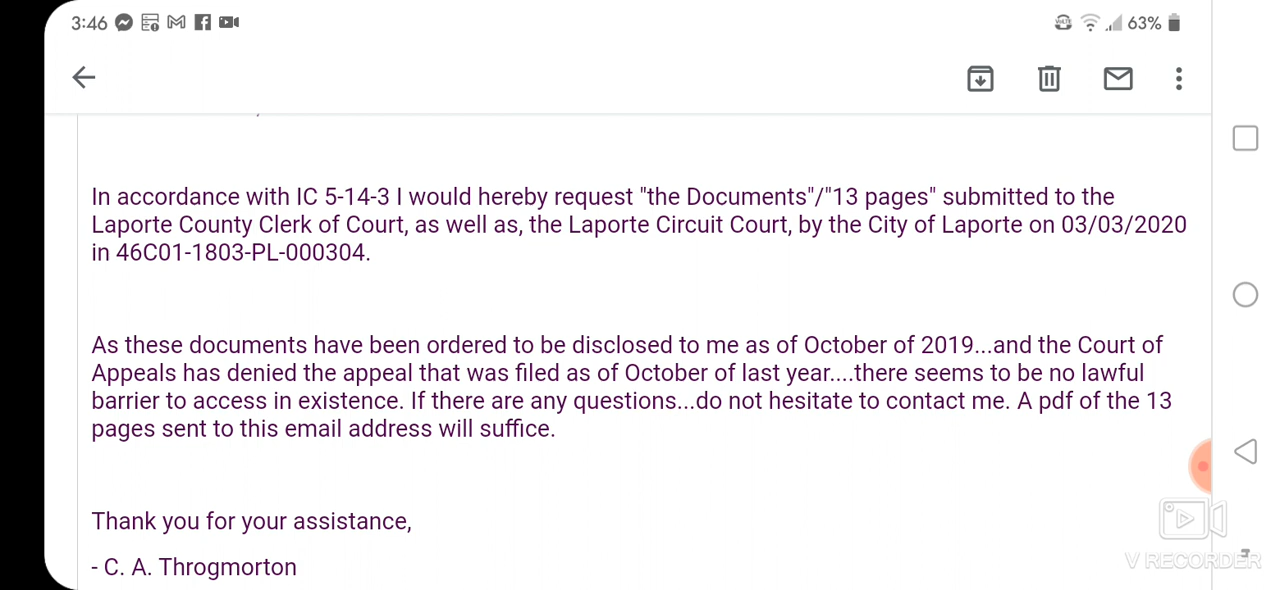 3:46
63%
In accordance with IC 5-14-3 I would hereby request "the Documents"/"13 pages" submitted to the
Laporte County Clerk of Court, as well as, the Laporte Circuit Court, by the City of Laporte on 03/03/2020
in 46C01-1803-PL-000304.
As these documents have been ordered to be disclosed to me as of October of 2019...and the Court of
Appeals has denied the appeal that was filed as of October of last year....there seems to be no lawful
barrier to access in existence. If there are any questions...do not hesitate to contact me. A pdf of the 13
pages sent to this email address will suffice.
Thank you for your assistance,
- C. A. Throgmorton
V RECORDER